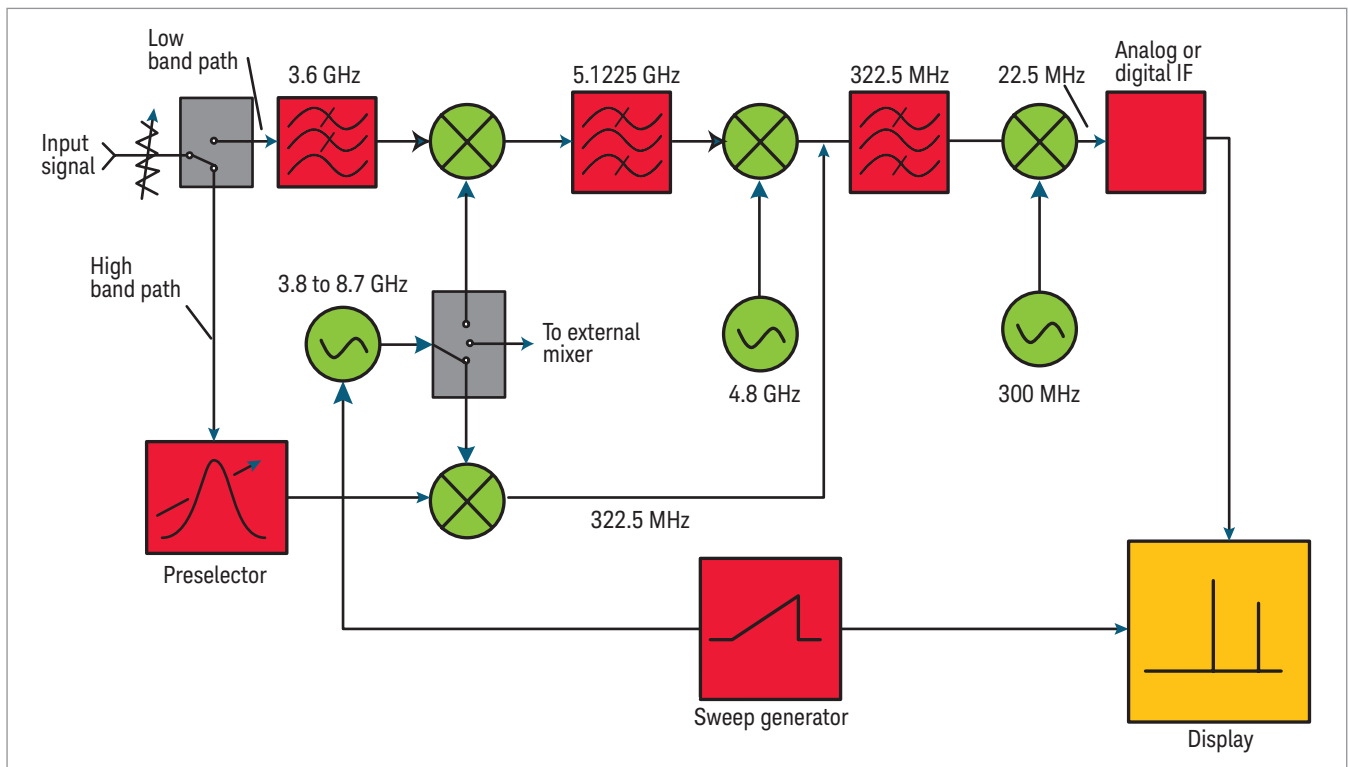 Low
band path
3.6 GHz
5.1225 GHz
322.5 MHz
22.5 MHz
Analog or
digital IF
Input
signal
High
band path
3.8 to 8.7 GHz
To external
mixer
4.8 GHz
300 MHz
322.5 MHz
Preselector
Sweep generator
Display